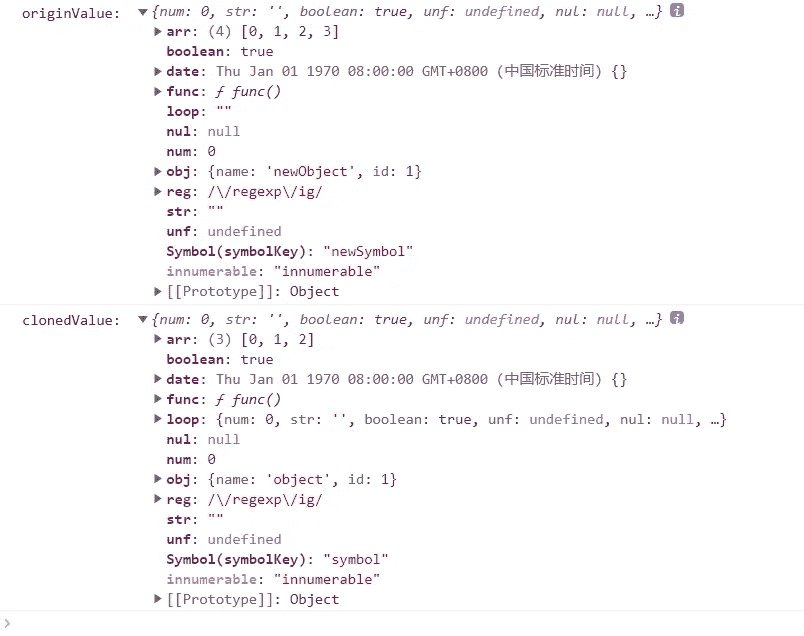 originValue: ▼{num: 0, str: '', boolean: true, unf: undefined, nul: null, …} i
▶ arr: (4) [0, 1, 2, 3]
boolean: true
▶ date: Thu Jan 01 1970 08:00:00 GMT+0800 (中国标准时间) {}
▶ func: ƒ func()
loop: ""
nul: null
num: 0
▶ obj: {name: 'newObject', id: 1}
▶ reg: /\/regexp\/ig/
str: ""
unf: undefined
Symbol(symbolKey): "newSymbol"
innumerable: "innumerable"
▶ [[Prototype]]: Object
clonedValue: ▼{num: 0, str: '', boolean: true, unf: undefined, nul: null, …} i
▶ arr: (3) [0, 1, 2]
boolean: true
▶ date: Thu Jan 01 1970 08:00:00 GMT+0800 (中国标准时间) {}
▶ func: ƒ func()
▶ loop: {num: 0, str: '', boolean: true, unf: undefined, nul: null, …}
nul: null
num: 0
▶ obj: {name: 'object', id: 1}
▶ reg: /\/regexp\/ig/
str: ""
unf: undefined
Symbol(symbolKey): "symbol"
innumerable: "innumerable"
▶ [[Prototype]]: Object
>